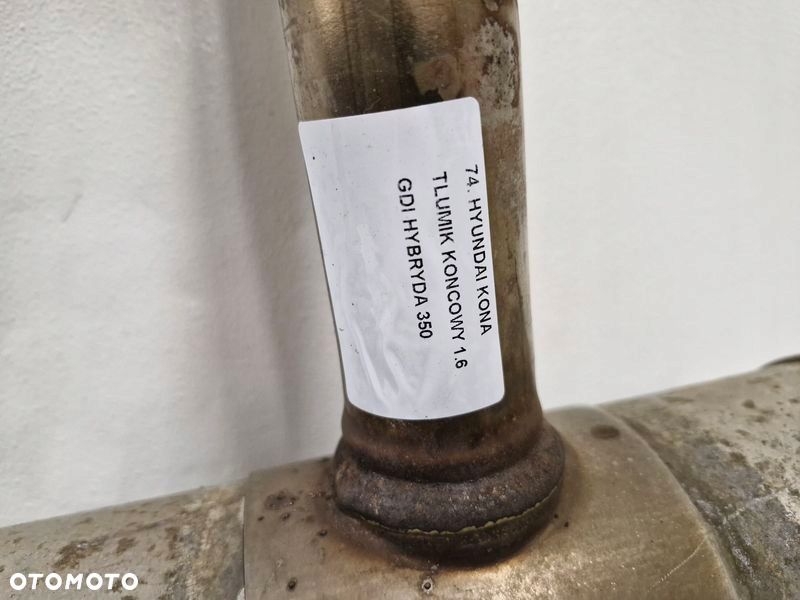 74. HYUNDAI KONA
TLUMIK KONCOWY 1.6
GDI HYBRYDA 350
OTOMOTO